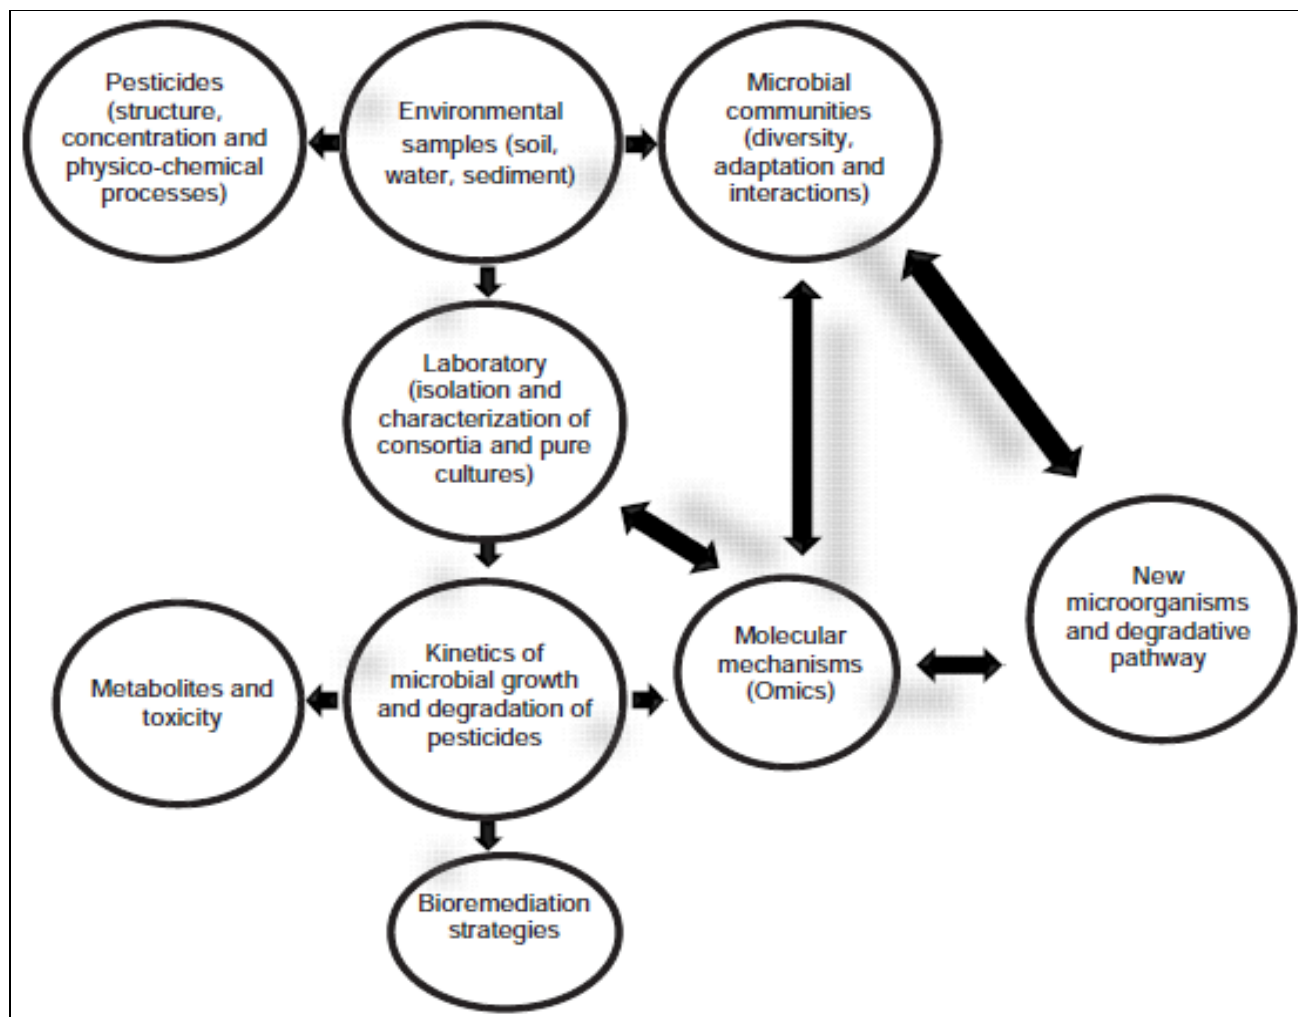 Pesticides
(structure,
concentration and
physico-chemical
processes)
Environmental
samples (soil,
water, sediment)
Microbial
communities
(diversity,
adaptation and
interactions)
Laboratory
(isolation and
characterization of
consortia and pure
cultures)
Metabolites and
toxicity
Kinetics of
microbial growth
and degradation of
pesticides
Molecular
mechanisms
(Omics)
New
microorganisms
and degradative
pathway
Bioremediation
strategies